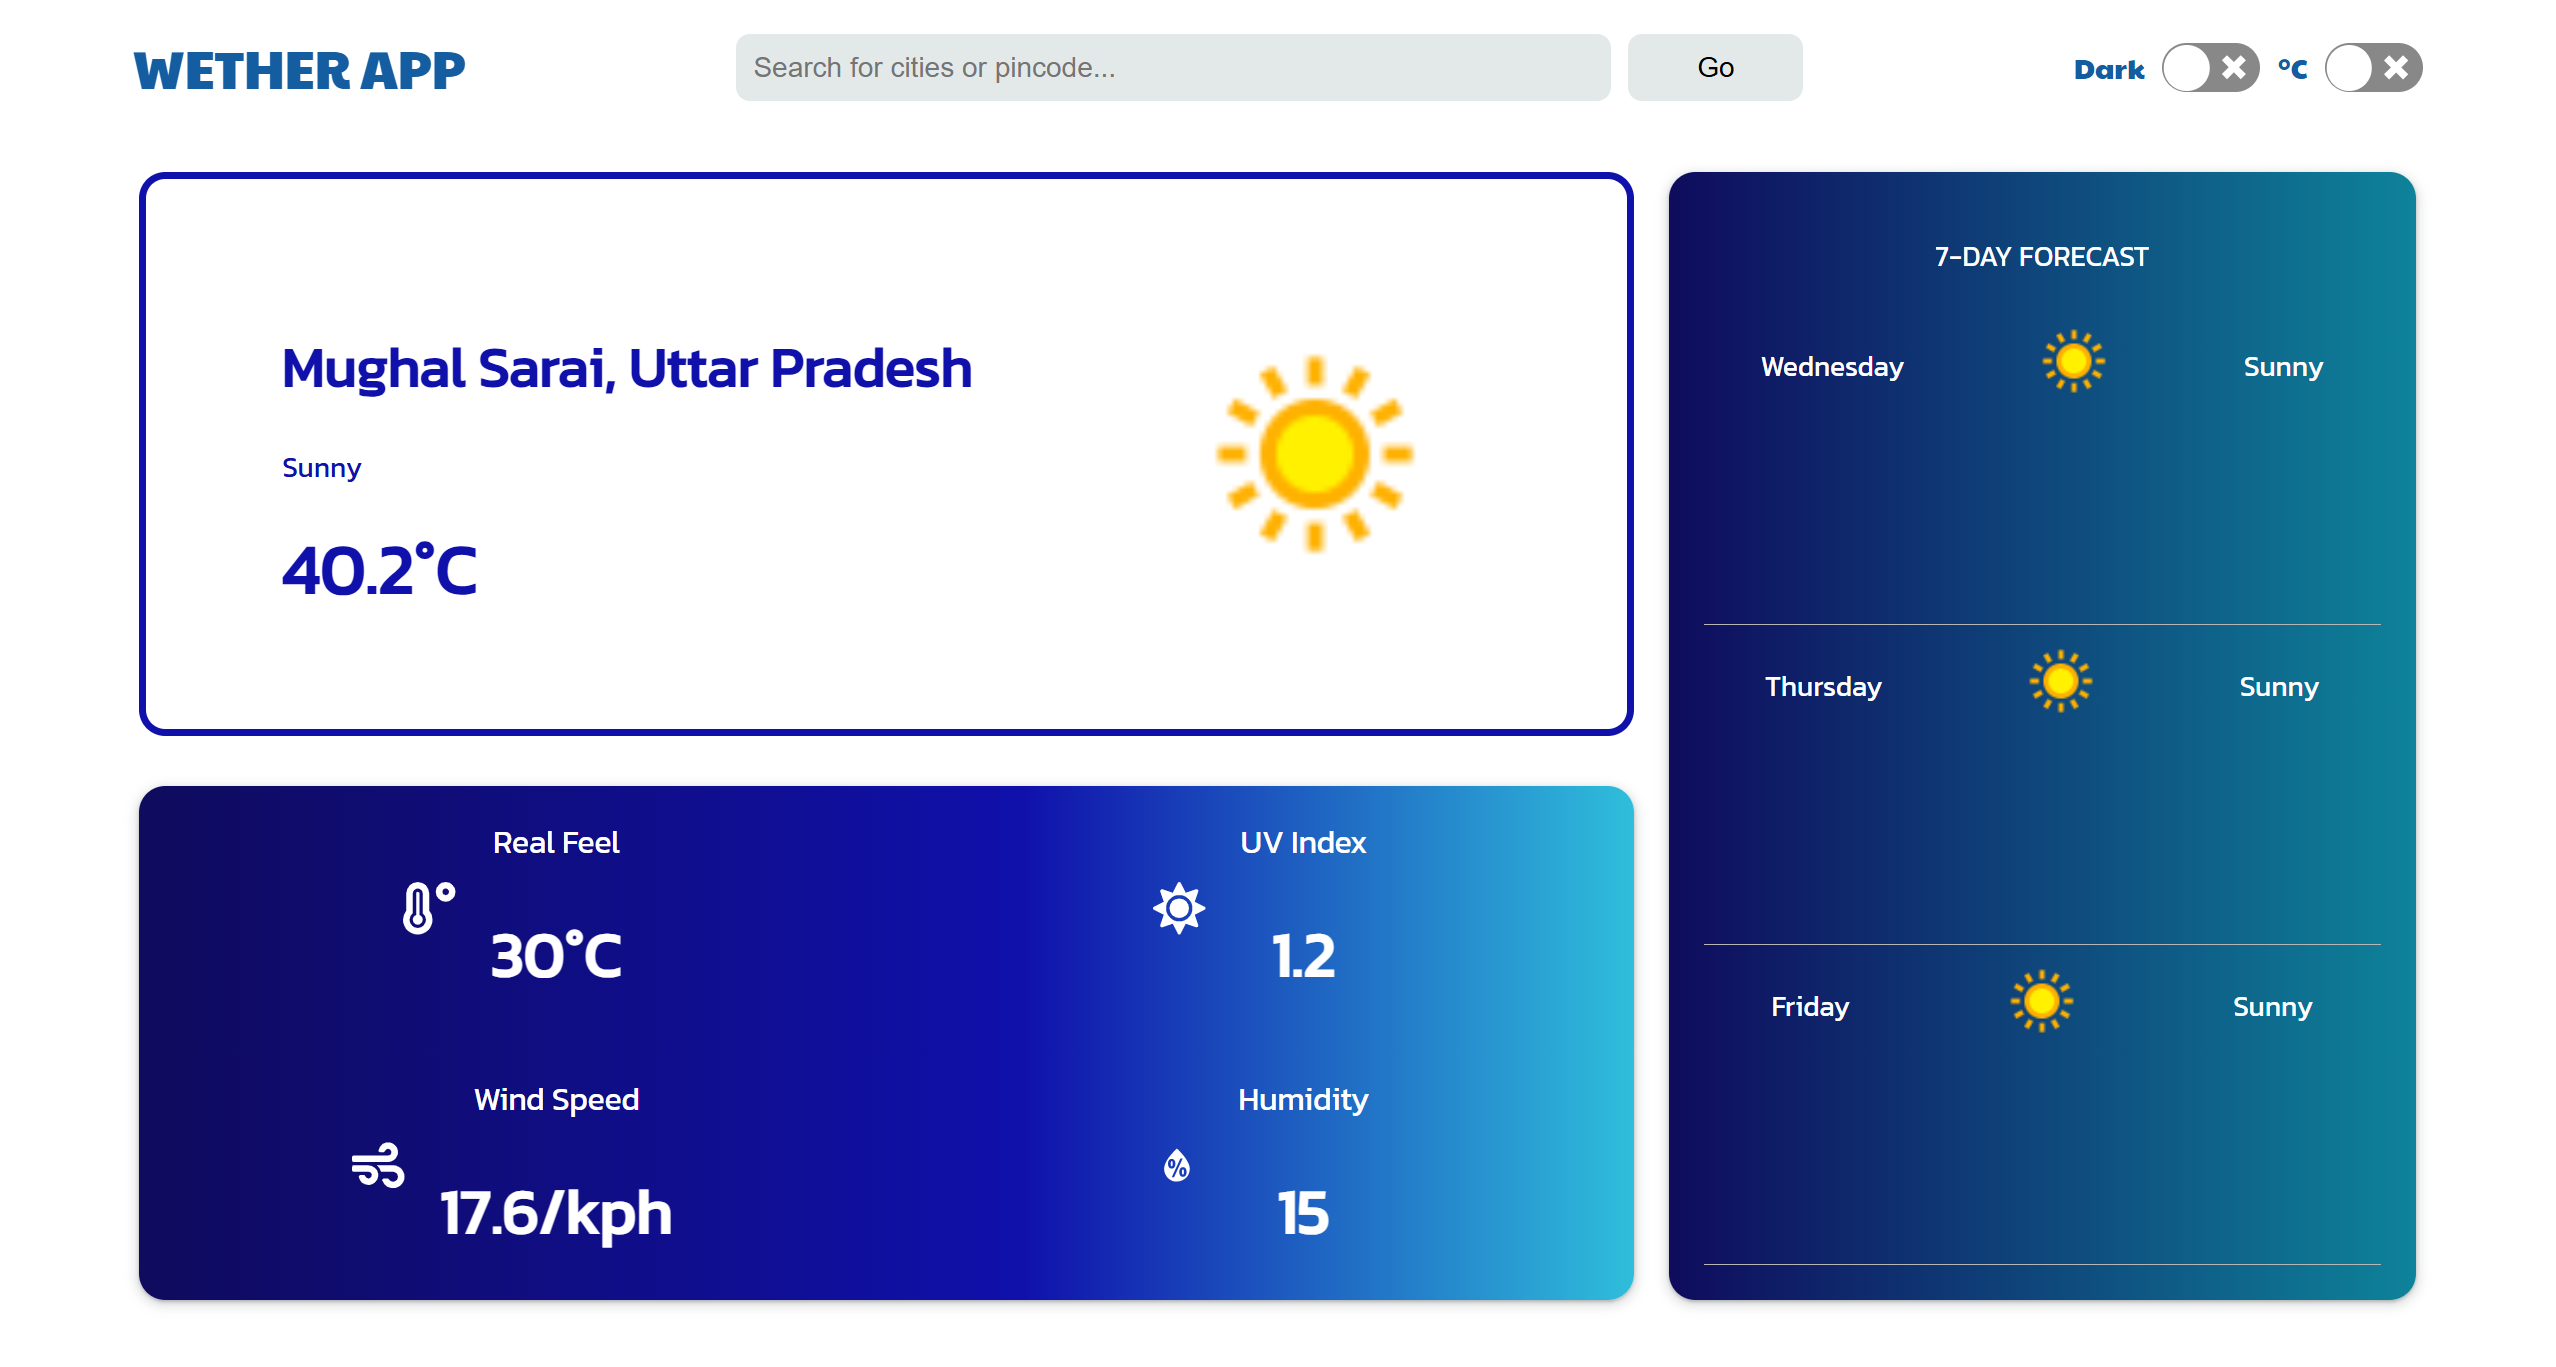 WETHER APP
Search for cities or pincode...
Go
Dark
°C
Mughal Sarai, Uttar Pradesh
Sunny
40.2°C
Real Feel
30°C
UV Index
1.2
Wind Speed
17.6/kph
Humidity
%
15
7-DAY FORECAST
Wednesday Sunny
Thursday Sunny
Friday Sunny